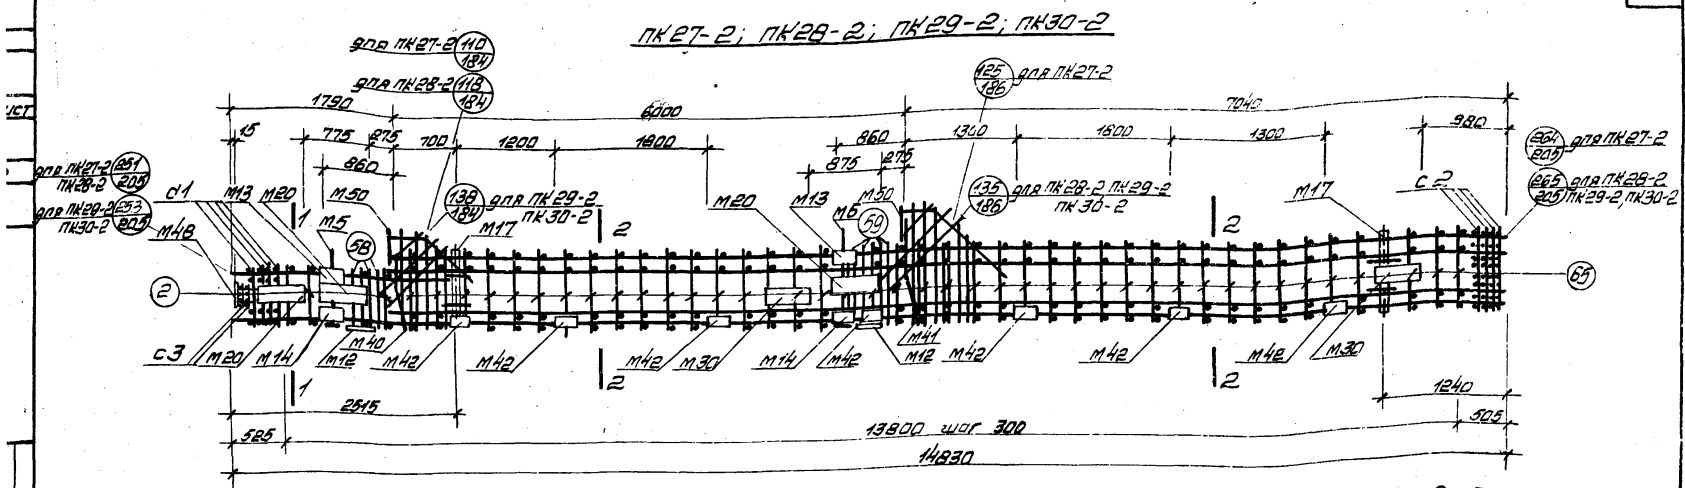 ПК27-2; ПК28-2; ПК29-2; ПК30-2
для ПК27-2 110/184
для ПК28-2 118/184
125/186 для ПК27-2
1790 6000 7040
15 775 275 700 1200 1800 860 1300 1800 1300 980
860 875 275
264/205 для ПК27-2
для ПК27-2 251/205
ПК28-2
для ПК29-2 253/205
ПК30-2
с1 М13 М20 М50
138/184 для ПК29-2
ПК30-2
М20 М13 М50
135/186 для ПК28-2, ПК29-2
ПК30-2
М17 с2
265/205 для ПК28-2
ПК29-2, ПК30-2
М48 1 М5 58 М17 2 М6 59 2
2 65
с3 М20 М14 М12 М40 М42 М42 М42 М30 М14 М42 М12 М41 М42 М42 М42 М30
1 2 2
2515 1240
525 13800 шаг 300 505
14830